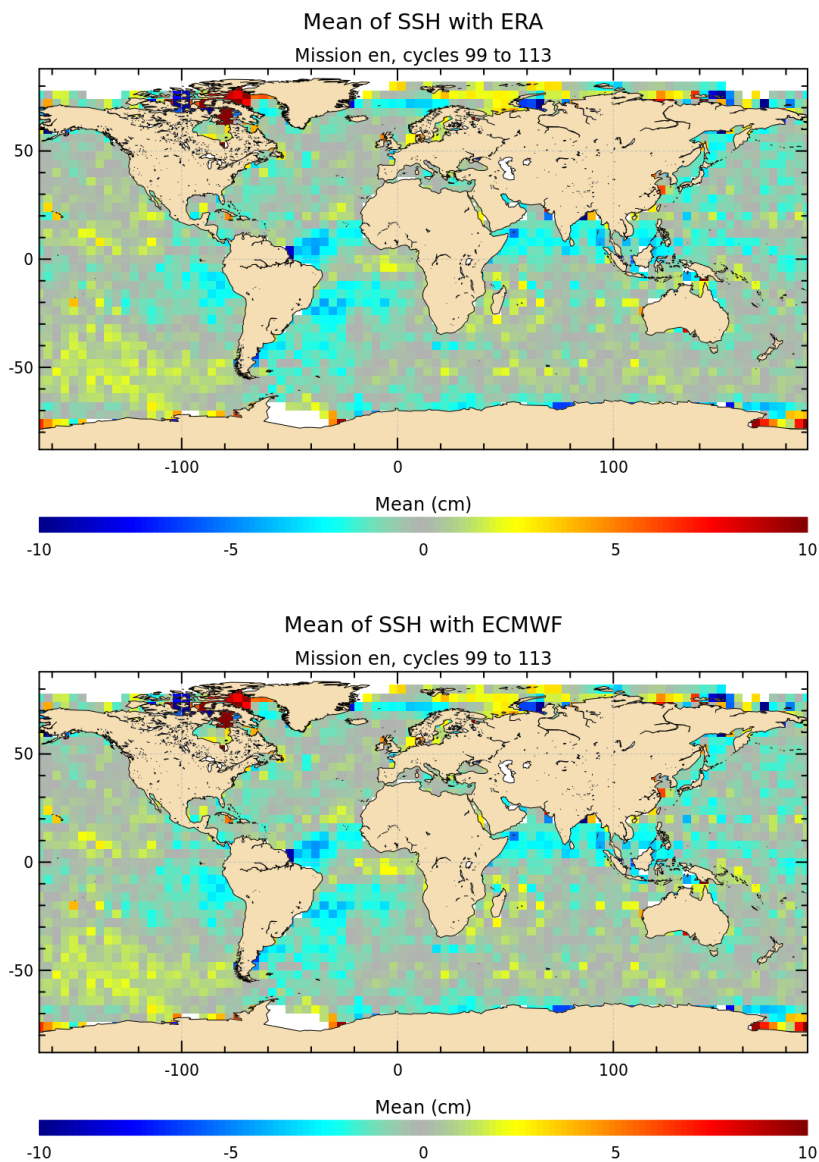 Mean of SSH with ERA
Mission en, cycles 99 to 113
50
0
-50
-100 0 100
Mean (cm)
-10 -5 0 5 10
Mean of SSH with ECMWF
Mission en, cycles 99 to 113
50
0
-50
-100 0 100
Mean (cm)
-10 -5 0 5 10